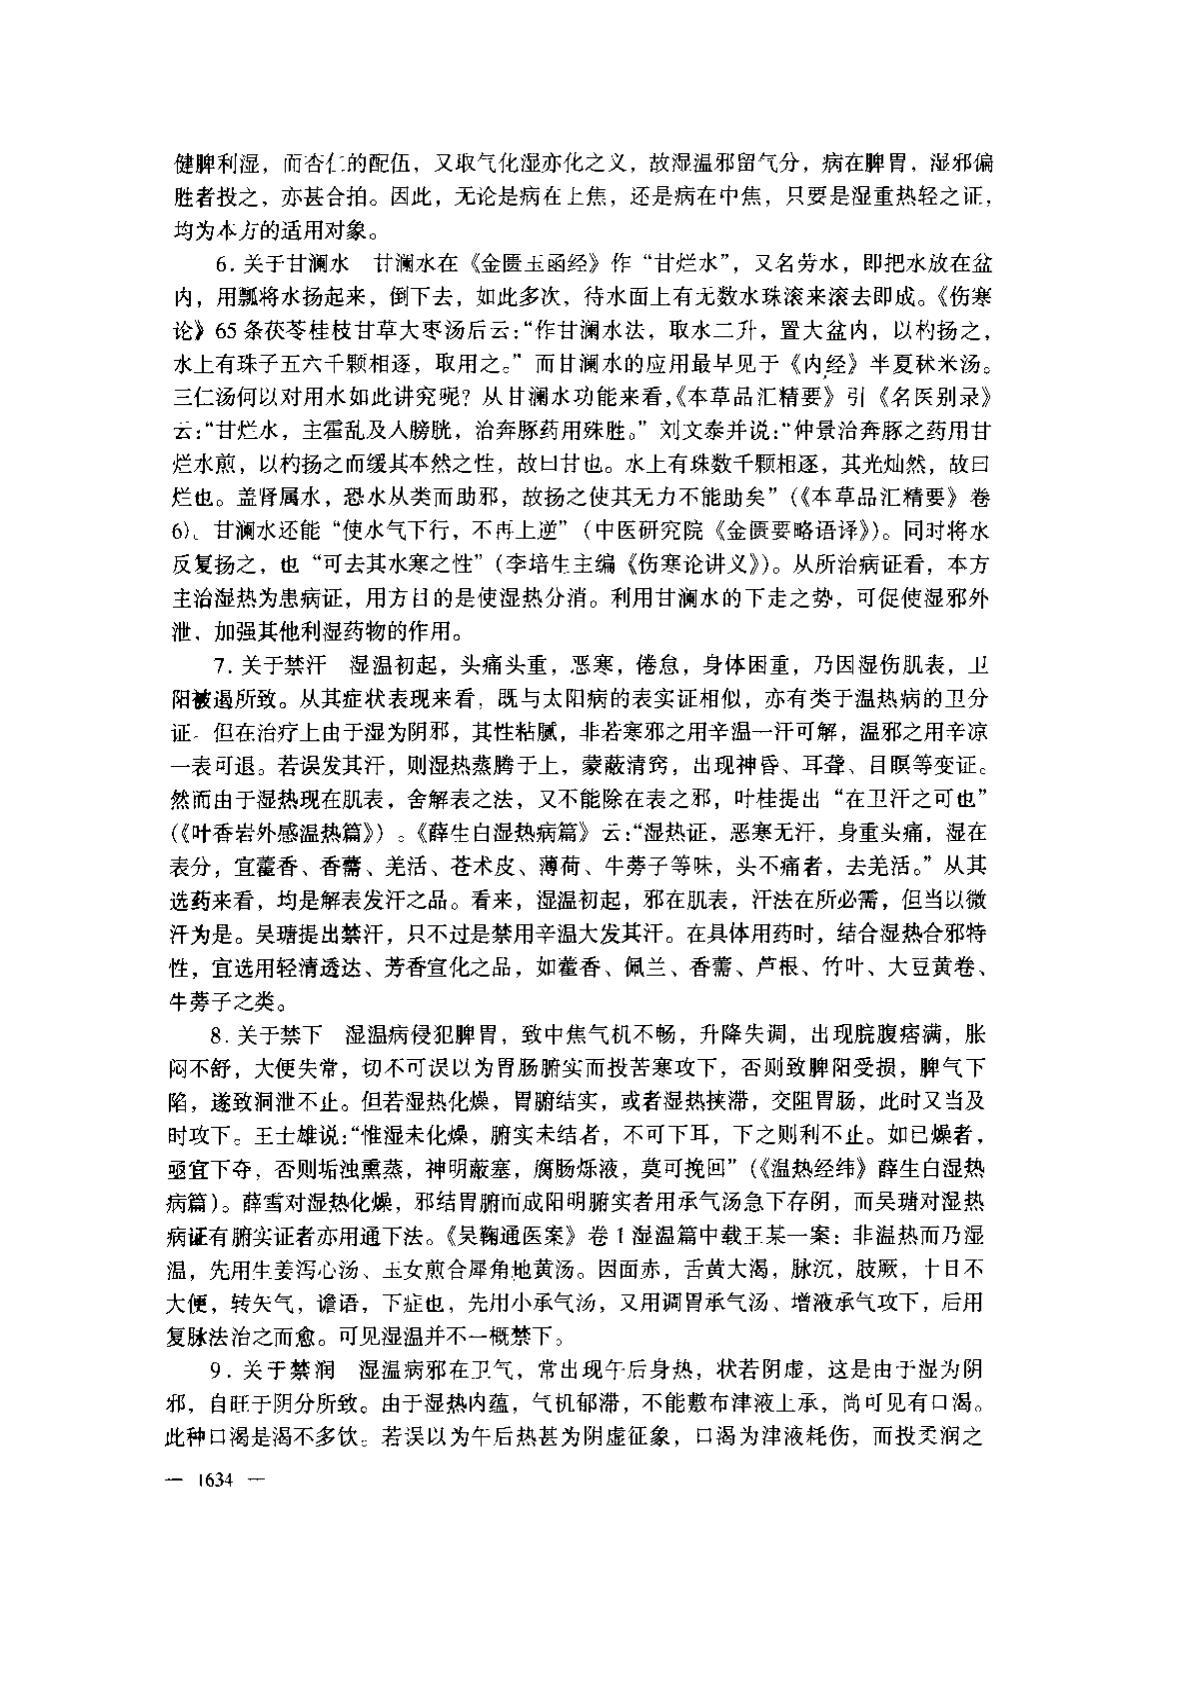 健脾利湿，而杏仁的配伍，又取气化湿亦化之义，故湿温邪留气分，病在脾胃，湿邪偏
胜者投之，亦甚合拍。因此，无论是病在上焦，还是病在中焦，只要是湿重热轻之证，
均为本方的适用对象。
6. 关于甘澜水　甘澜水在《金匮玉函经》作“甘烂水”，又名劳水，即把水放在盆
内，用瓢将水扬起来，倒下去，如此多次，待水面上有无数水珠滚来滚去即成。《伤寒
论》65 条茯苓桂枝甘草大枣汤后云：“作甘澜水法，取水二升，置大盆内，以杓扬之，
水上有珠子五六千颗相逐，取用之。” 而甘澜水的应用最早见于《内经》半夏秫米汤。
三仁汤何以对用水如此讲究呢？从甘澜水功能来看，《本草品汇精要》引《名医别录》
云：“甘烂水，主霍乱及人膀胱，治奔豚药用殊胜。” 刘文泰并说：“仲景治奔豚之药用甘
烂水煎，以杓扬之而缓其本然之性，故曰甘也。水上有珠数千颗相逐，其光灿然，故曰
烂也。盖肾属水，恐水从类而助邪，故扬之使其无力不能助矣”（《本草品汇精要》卷
6）。甘澜水还能“使水气下行，不再上逆”（中医研究院《金匮要略语译》）。同时将水
反复扬之，也“可去其水寒之性”（李培生主编《伤寒论讲义》）。从所治病证看，本方
主治湿热为患病证，用方目的是使湿热分消。利用甘澜水的下走之势，可促使湿邪外
泄，加强其他利湿药物的作用。
7. 关于禁汗　湿温初起，头痛头重，恶寒，倦怠，身体困重，乃因湿伤肌表，卫
阳被遏所致。从其症状表现来看，既与太阳病的表实证相似，亦有类于温热病的卫分
证。但在治疗上由于湿为阴邪，其性粘腻，非若寒邪之用辛温一汗可解，温邪之用辛凉
一表可退。若误发其汗，则湿热蒸腾于上，蒙蔽清窍，出现神昏、耳聋、目瞑等变证。
然而由于湿热现在肌表，舍解表之法，又不能除在表之邪，叶桂提出“在卫汗之可也”
（《叶香岩外感温热篇》）。《薛生白湿热病篇》云：“湿热证，恶寒无汗，身重头痛，湿在
表分，宜藿香、香薷、羌活、苍术皮、薄荷、牛蒡子等味，头不痛者，去羌活。” 从其
选药来看，均是解表发汗之品。看来，湿温初起，邪在肌表，汗法在所必需，但当以微
汗为是。吴瑭提出禁汗，只不过是禁用辛温大发其汗。在具体用药时，结合湿热合邪特
性，宜选用轻清透达、芳香宣化之品，如藿香、佩兰、香薷、芦根、竹叶、大豆黄卷、
牛蒡子之类。
8. 关于禁下　湿温病侵犯脾胃，致中焦气机不畅，升降失调，出现脘腹痞满，胀
闷不舒，大便失常，切不可误以为胃肠腑实而投苦寒攻下，否则致脾阳受损，脾气下
陷，遂致洞泄不止。但若湿热化燥，胃腑结实，或者湿热挟滞，交阻胃肠，此时又当及
时攻下。王士雄说：“惟湿未化燥，腑实未结者，不可下耳，下之则利不止。如已燥者，
亟宜下夺，否则垢浊熏蒸，神明蔽塞，腐肠烁液，莫可挽回”（《温热经纬》薛生白湿热
病篇）。薛雪对湿热化燥，邪结胃腑而成阳明腑实者用承气汤急下存阴，而吴瑭对湿热
病证有腑实证者亦用通下法。《吴鞠通医案》卷 1 湿温篇中载王某一案：非温热而乃湿
温，先用生姜泻心汤、玉女煎合犀角地黄汤。因面赤，舌黄大渴，脉沉，肢厥，十日不
大便，转矢气，谵语，下症也，先用小承气汤，又用调胃承气汤、增液承气攻下，后用
复脉法治之而愈。可见湿温并不一概禁下。
9. 关于禁润　湿温病邪在卫气，常出现午后身热，状若阴虚，这是由于湿为阴
邪，自旺于阴分所致。由于湿热内蕴，气机郁滞，不能敷布津液上承，尚可见有口渴。
此种口渴是渴不多饮。若误以为午后热甚为阴虚征象，口渴为津液耗伤，而投柔润之
— 1634 —